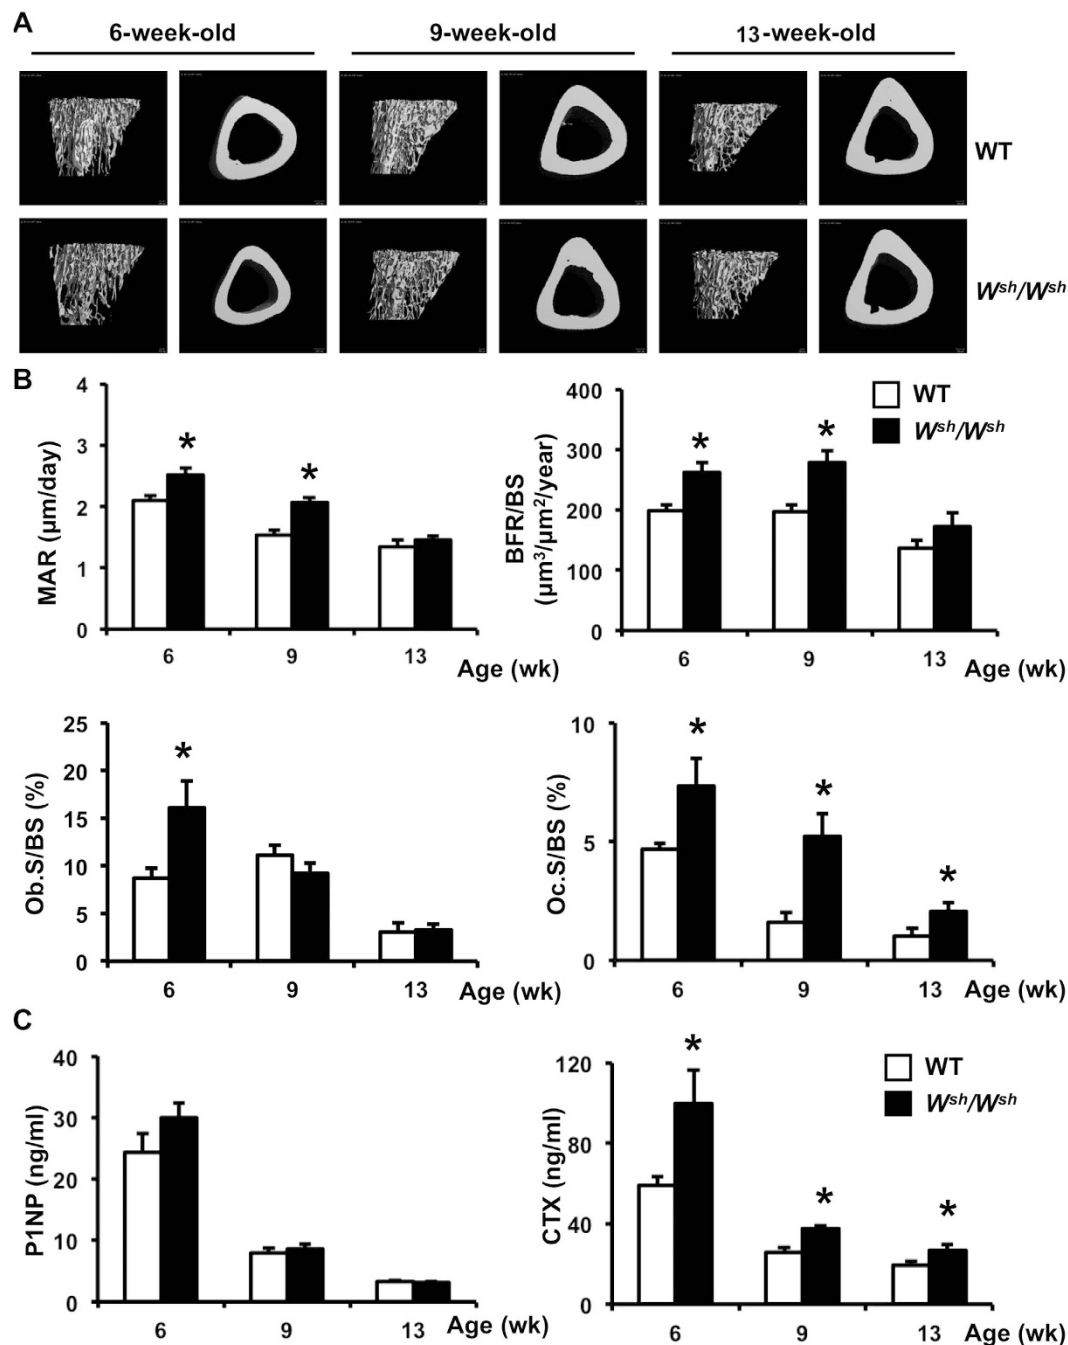 A
6-week-old 9-week-old 13-week-old
WT
Wsh/Wsh
B
MAR (µm/day)
4
3
2
1
0
* *
6 9 13 Age (wk)
BFR/BS
(µm³/µm²/year)
400
300
200
100
0
* *
WT
Wsh/Wsh
6 9 13 Age (wk)
Ob.S/BS (%)
25
20
15
10
5
0
*
6 9 13 Age (wk)
Oc.S/BS (%)
10
5
0
* * *
6 9 13 Age (wk)
C
P1NP (ng/ml)
40
30
20
10
0
6 9 13 Age (wk)
CTX (ng/ml)
120
80
40
0
* * *
WT
Wsh/Wsh
6 9 13 Age (wk)